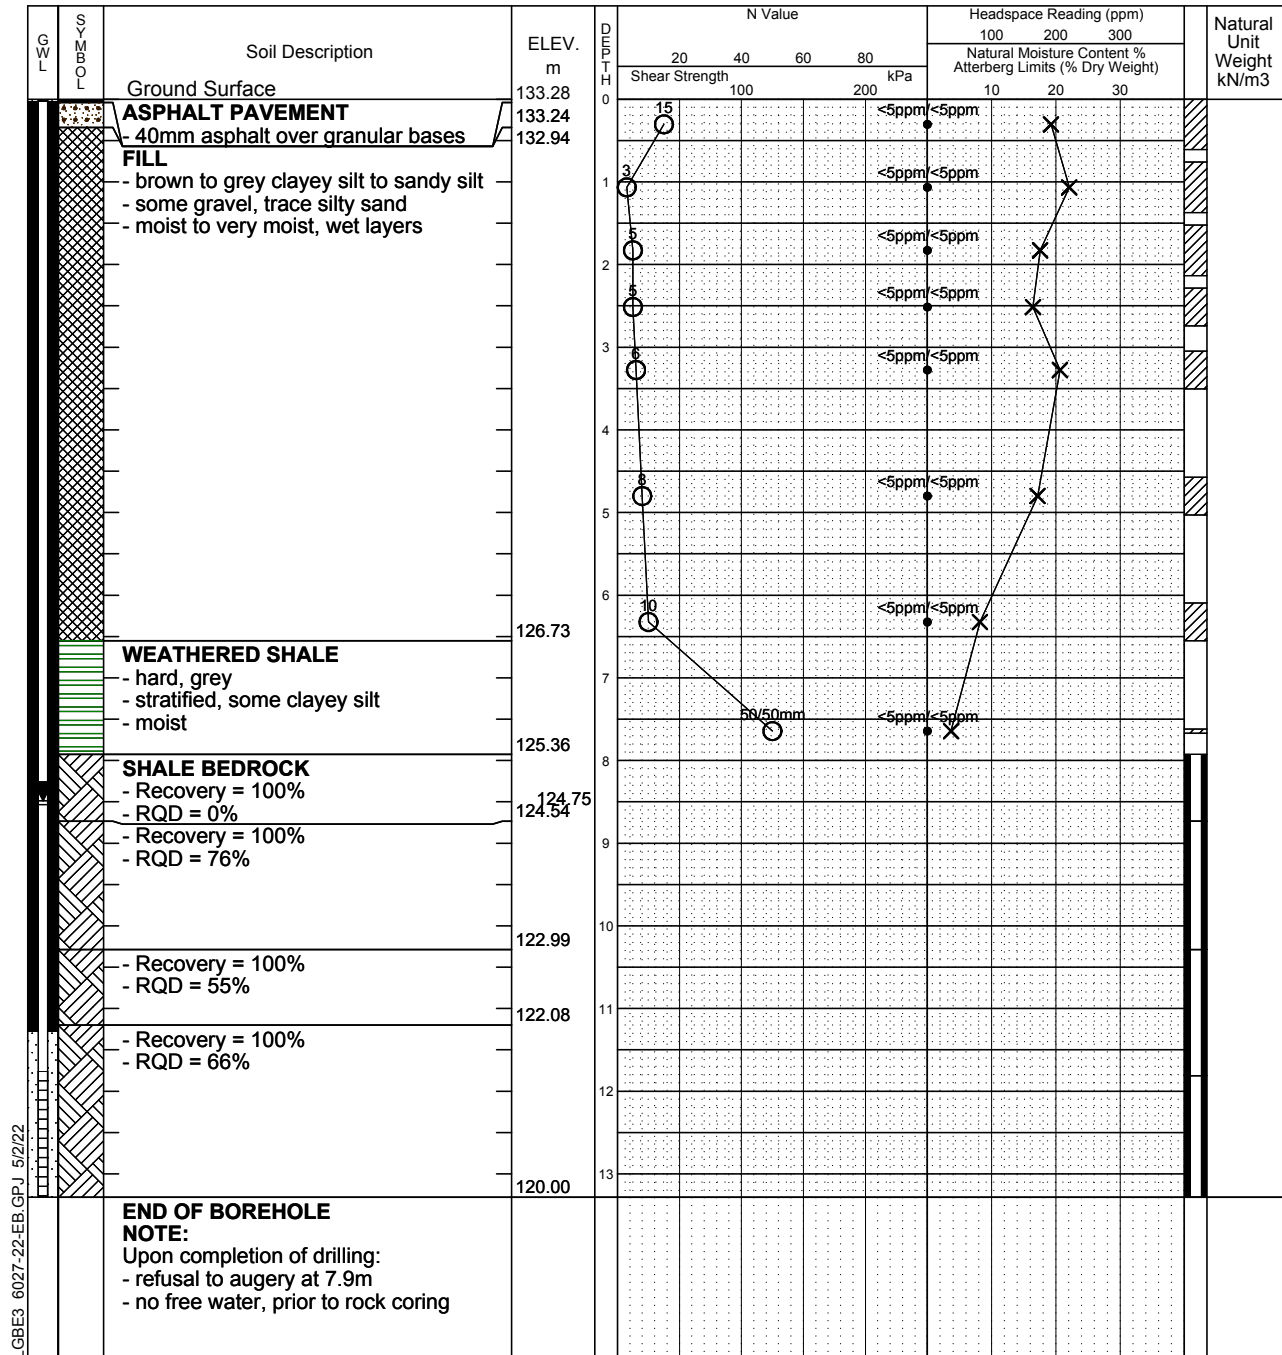 GWL
SYMBOL
Soil Description
ELEV.
m
DEPTH
N Value
20 40 60 80
Shear Strength kPa
100 200
Headspace Reading (ppm)
100 200 300
Natural Moisture Content %
Atterberg Limits (% Dry Weight)
10 20 30
Natural
Unit
Weight
kN/m3
Ground Surface
133.28
0
ASPHALT PAVEMENT
133.24
- 40mm asphalt over granular bases
132.94
15
<5ppm/<5ppm
FILL
- brown to grey clayey silt to sandy silt
- some gravel, trace silty sand
- moist to very moist, wet layers
3
<5ppm/<5ppm
1
5
<5ppm/<5ppm
2
5
<5ppm/<5ppm
3
6
<5ppm/<5ppm
4
8
<5ppm/<5ppm
5
6
10
<5ppm/<5ppm
126.73
WEATHERED SHALE
- hard, grey
- stratified, some clayey silt
- moist
7
50/50mm
<5ppm/<5ppm
125.36
8
SHALE BEDROCK
- Recovery = 100%
- RQD = 0%
124.75
124.54
- Recovery = 100%
- RQD = 76%
9
10
122.99
- Recovery = 100%
- RQD = 55%
11
122.08
- Recovery = 100%
- RQD = 66%
12
13
120.00
END OF BOREHOLE
NOTE:
Upon completion of drilling:
- refusal to augery at 7.9m
- no free water, prior to rock coring
LGBE3 6027-22-EB.GPJ 5/2/22